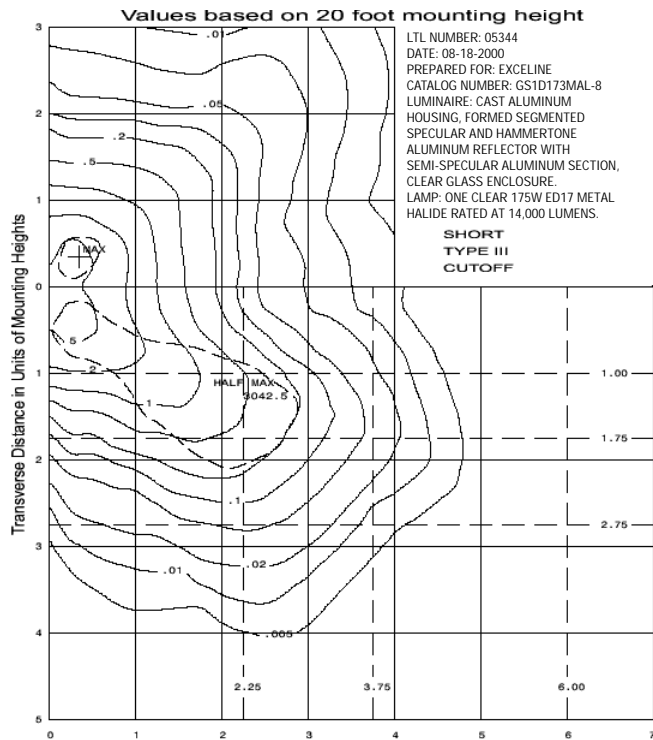 Values based on 20 foot mounting height
LTL NUMBER: 05344
DATE: 08-18-2000
PREPARED FOR: EXCELINE
CATALOG NUMBER: GS1D173MAL-8
LUMINAIRE: CAST ALUMINUM
HOUSING, FORMED SEGMENTED
SPECULAR AND HAMMERTONE
ALUMINUM REFLECTOR WITH
SEMI-SPECULAR ALUMINUM SECTION,
CLEAR GLASS ENCLOSURE.
LAMP: ONE CLEAR 175W ED17 METAL
HALIDE RATED AT 14,000 LUMENS.
SHORT
TYPE III
CUTOFF
Transverse Distance in Units of Mounting Heights
3
2
1
0
1
2
3
4
5
.01
.05
.2
.5
MAX
5
2
1
HALF MAX
3042.5
.1
.02
.01
.005
1.00
1.75
2.75
2.25
3.75
6.00
0
1
2
3
4
5
6
7